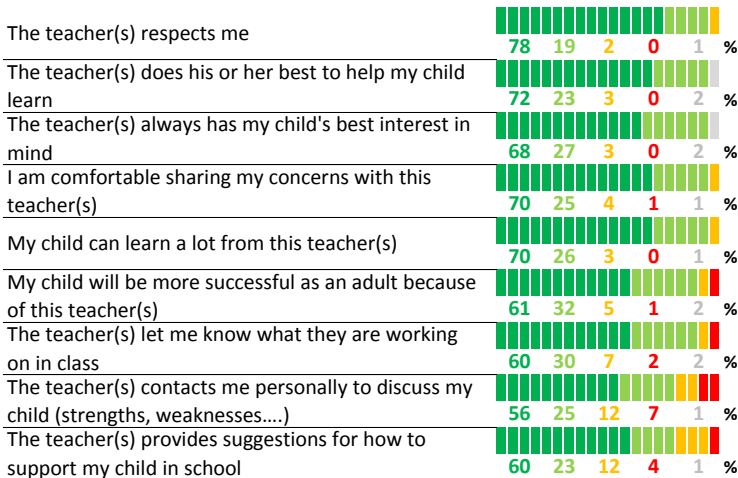 The teacher(s) respects me
78 19 2 0 1 %
The teacher(s) does his or her best to help my child
learn
72 23 3 0 2 %
The teacher(s) always has my child's best interest in
mind
68 27 3 0 2 %
I am comfortable sharing my concerns with this
teacher(s)
70 25 4 1 1 %
My child can learn a lot from this teacher(s)
70 26 3 0 1 %
My child will be more successful as an adult because
of this teacher(s)
61 32 5 1 2 %
The teacher(s) let me know what they are working
on in class
60 30 7 2 2 %
The teacher(s) contacts me personally to discuss my
child (strengths, weaknesses....)
56 25 12 7 1 %
The teacher(s) provides suggestions for how to
support my child in school
60 23 12 4 1 %